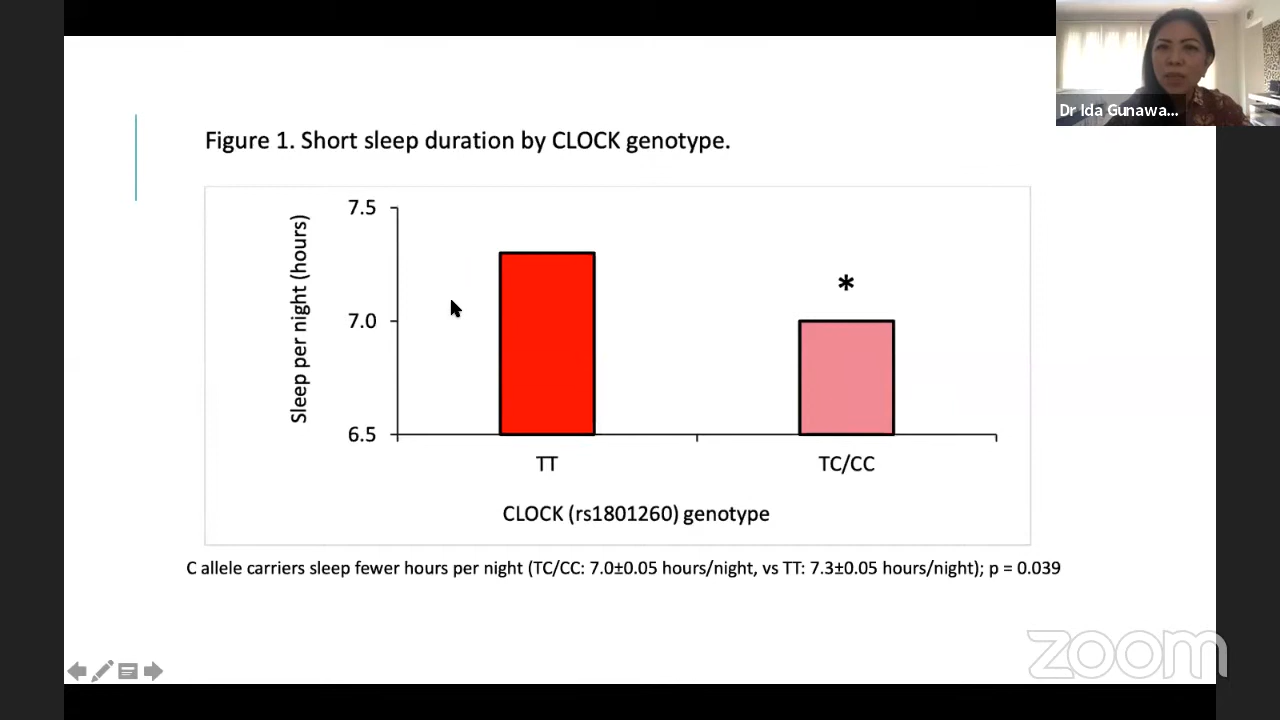 Dr Ida Gunawa...
Figure 1. Short sleep duration by CLOCK genotype.
Sleep per night (hours)
7.5
7.0
6.5
*
TT
TC/CC
CLOCK (rs1801260) genotype
C allele carriers sleep fewer hours per night (TC/CC: 7.0±0.05 hours/night, vs TT: 7.3±0.05 hours/night); p = 0.039
zoom